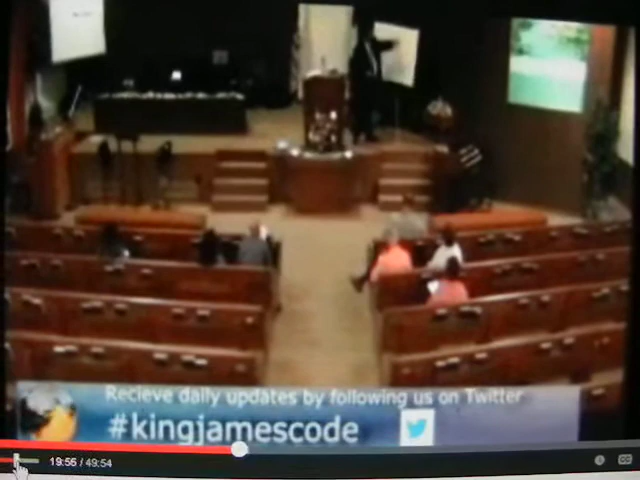 Recieve daily updates by following us on Twitter
#kingjamescode
19:56 / 49:54